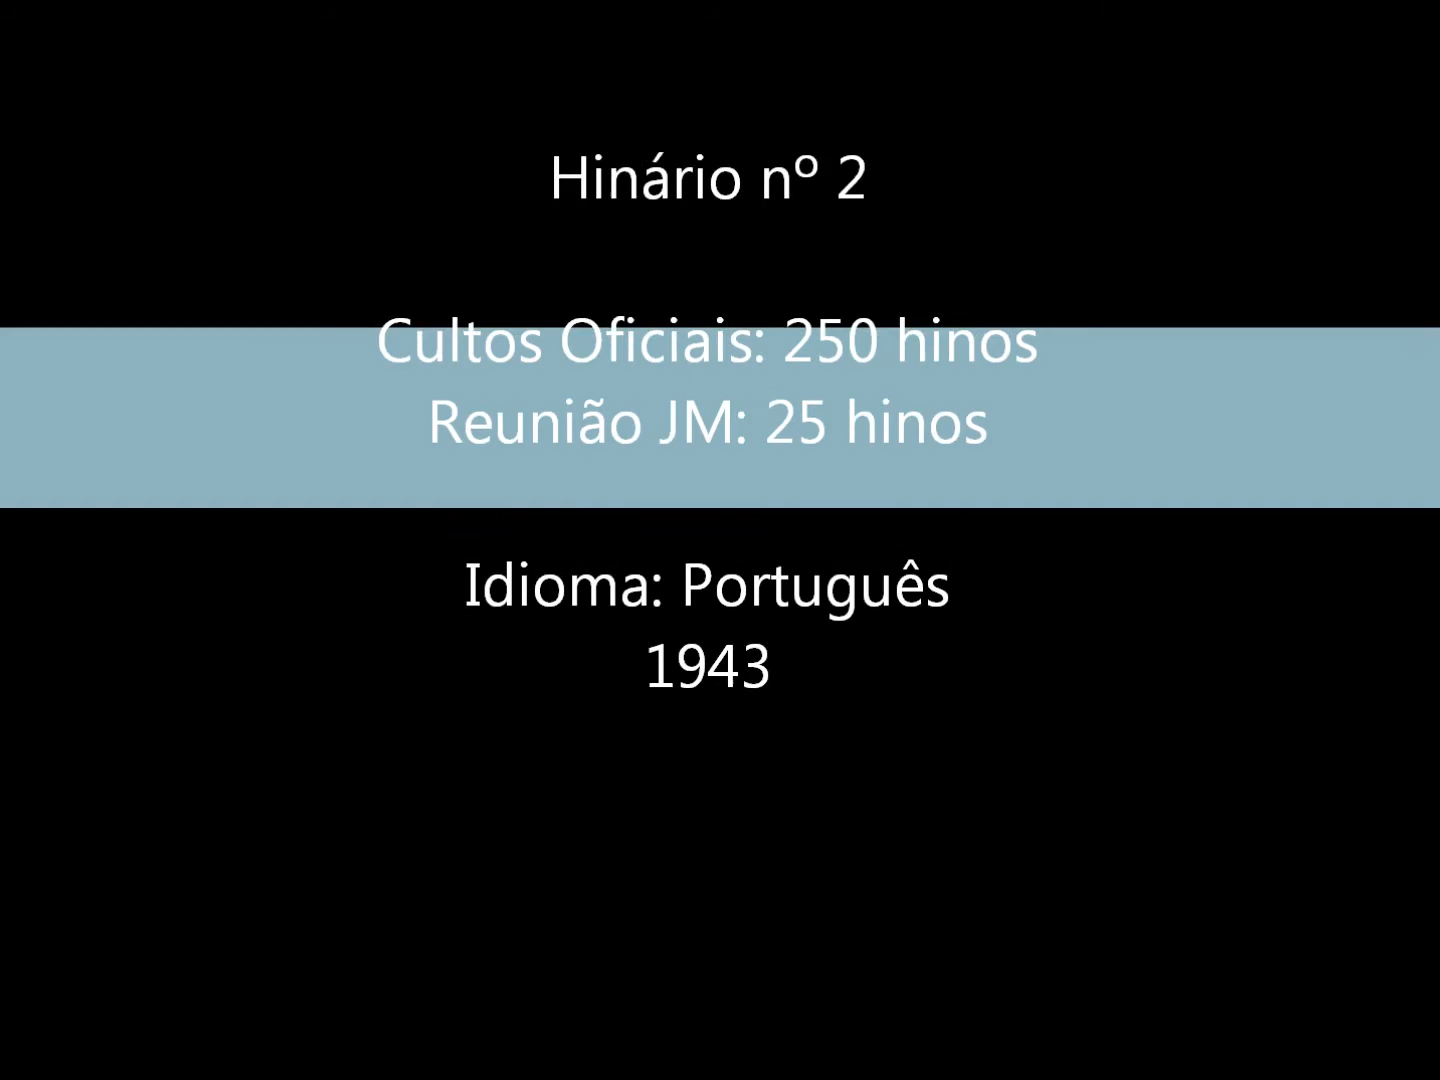 Hinário nº 2
Cultos Oficiais: 250 hinos
Reunião JM: 25 hinos
Idioma: Português
1943